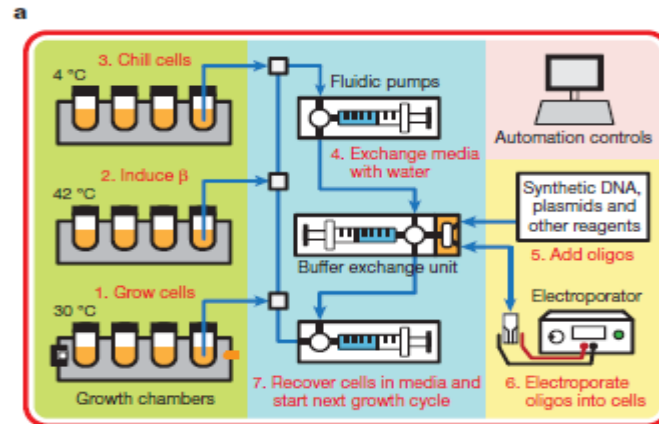 a
3. Chill cells
4 °C
2. Induce β
42 °C
1. Grow cells
30 °C
Growth chambers
Fluidic pumps
4. Exchange media
with water
Buffer exchange unit
7. Recover cells in media and
start next growth cycle
Automation controls
Synthetic DNA,
plasmids and
other reagents
5. Add oligos
Electroporator
6. Electroporate
oligos into cells